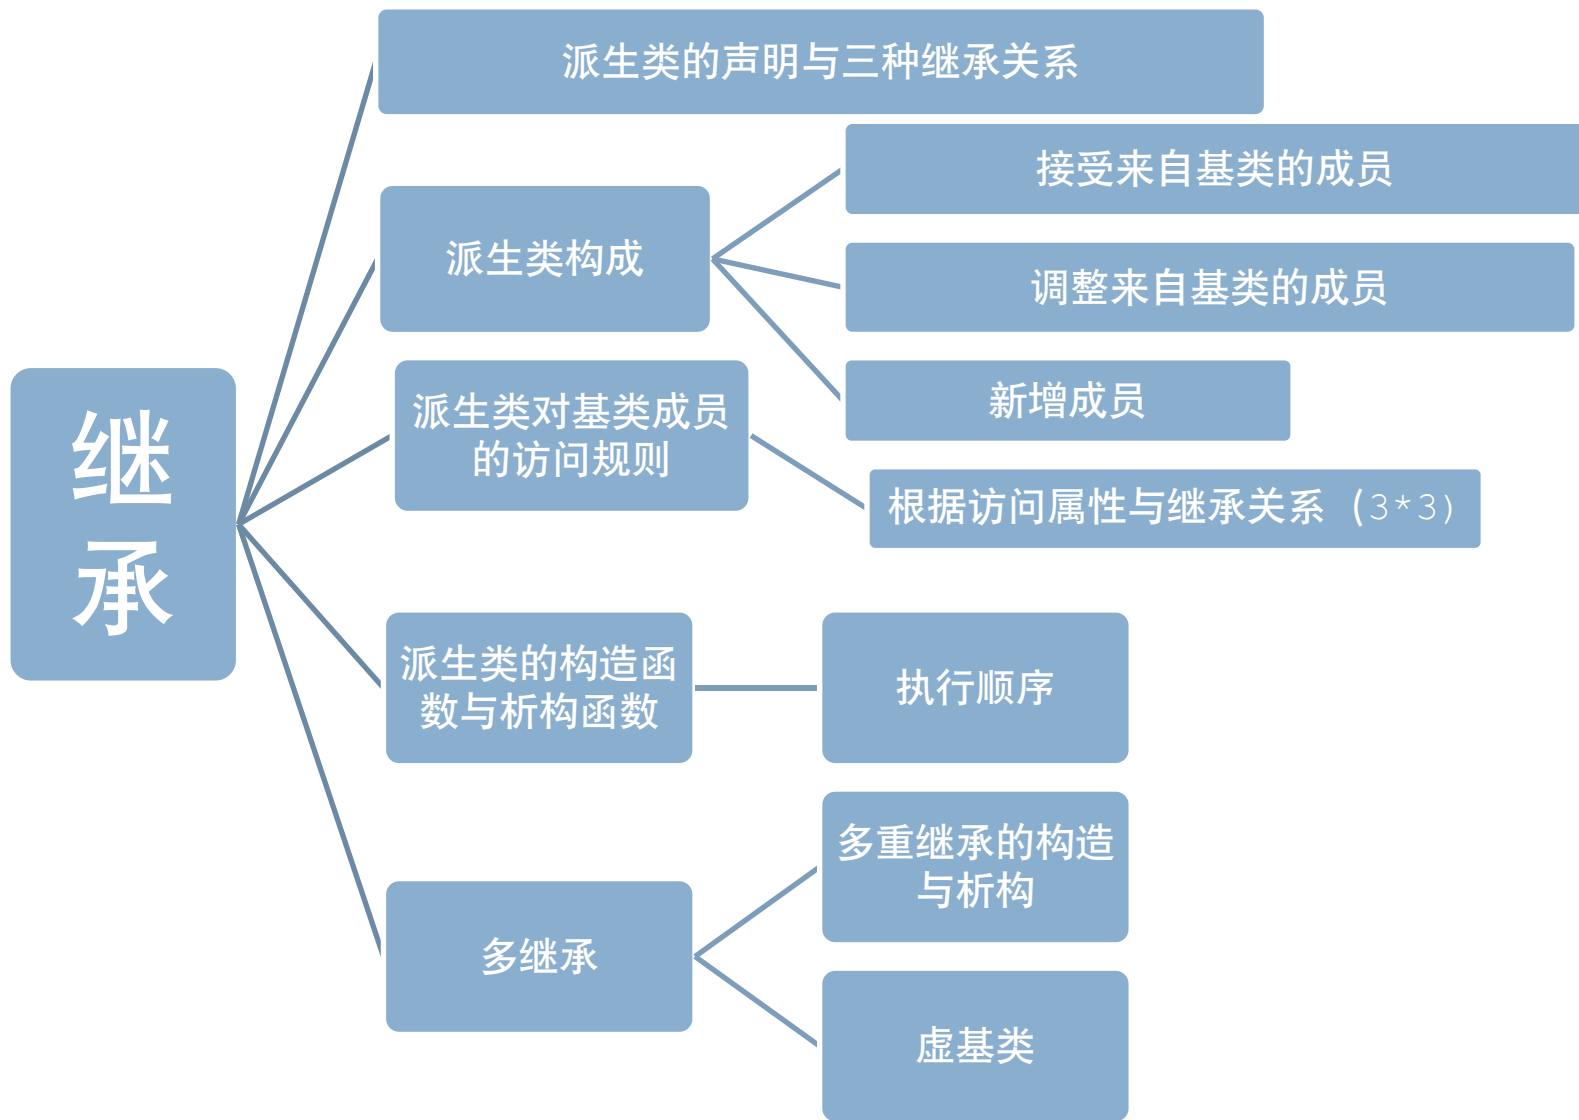 继
承
派生类的声明与三种继承关系
派生类构成
接受来自基类的成员
调整来自基类的成员
新增成员
派生类对基类成员
的访问规则
根据访问属性与继承关系（3*3）
派生类的构造函
数与析构函数
执行顺序
多继承
多重继承的构造
与析构
虚基类